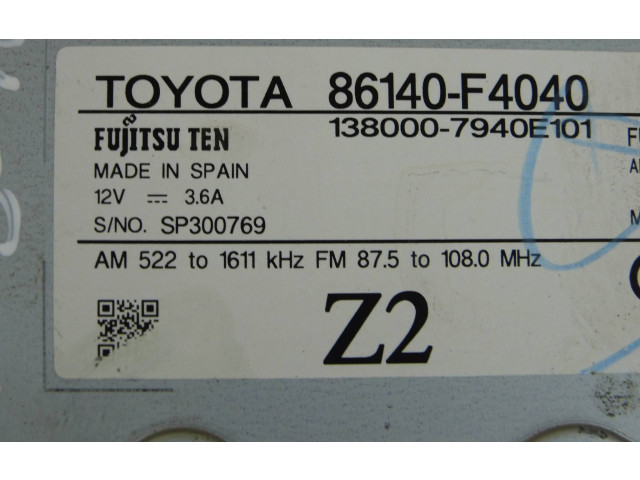 TOYOTA 86140-F4040
138000-7940E101
FUJITSU TEN
MADE IN SPAIN
12V ⎓ 3.6A
S/NO. SP300769
AM 522 to 1611 kHz FM 87.5 to 108.0 MHz
Z2